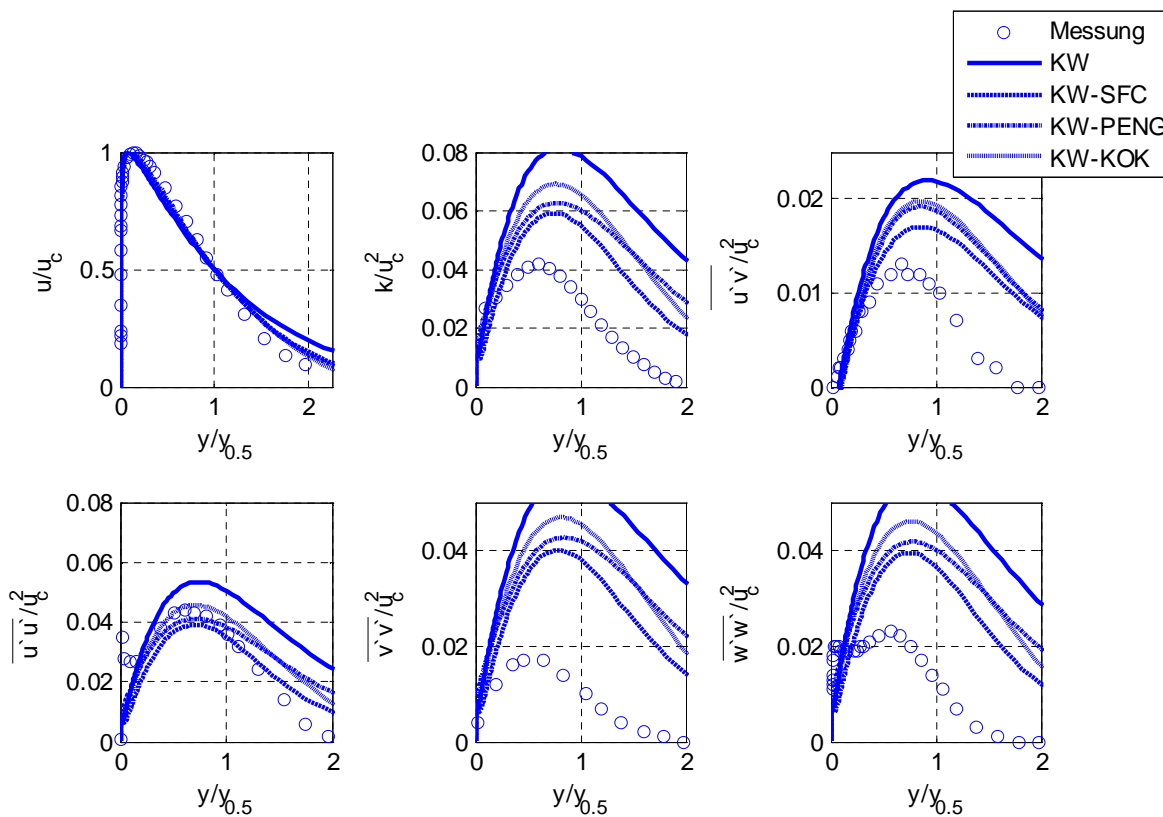 Messung
KW
KW-SFC
KW-PENG
KW-KOK
1
0.5
0
0 1 2
u/u_c
y/y_0.5
0.08
0.06
0.04
0.02
0
0 1 2
k/u_c^2
y/y_0.5
0.02
0.01
0
0 1 2
u`v`/u_c^2
y/y_0.5
0.08
0.06
0.04
0.02
0
0 1 2
u`u`/u_c^2
y/y_0.5
0.04
0.02
0
0 1 2
v`v`/u_c^2
y/y_0.5
0.04
0.02
0
0 1 2
w`w`/u_c^2
y/y_0.5